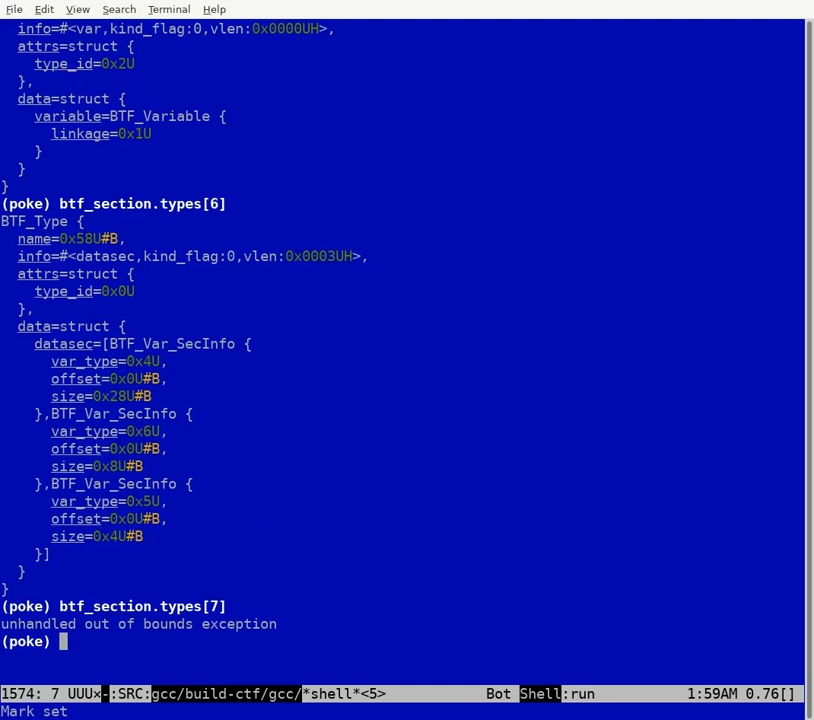 File Edit View Search Terminal Help
  info=#<var,kind_flag:0,vlen:0x0000UH>,
  attrs=struct {
    type_id=0x2U
  },
  data=struct {
    variable=BTF_Variable {
      linkage=0x1U
    }
  }
}
(poke) btf_section.types[6]
BTF_Type {
  name=0x58U#B,
  info=#<datasec,kind_flag:0,vlen:0x0003UH>,
  attrs=struct {
    type_id=0x0U
  },
  data=struct {
    datasec=[BTF_Var_SecInfo {
      var_type=0x4U,
      offset=0x0U#B,
      size=0x28U#B
    },BTF_Var_SecInfo {
      var_type=0x6U,
      offset=0x0U#B,
      size=0x8U#B
    },BTF_Var_SecInfo {
      var_type=0x5U,
      offset=0x0U#B,
      size=0x4U#B
    }]
  }
}
(poke) btf_section.types[7]
unhandled out of bounds exception
(poke)
1574: 7 UUU×-:SRC:gcc/build-ctf/gcc/*shell*<5> Bot Shell:run 1:59AM 0.76[]
Mark set